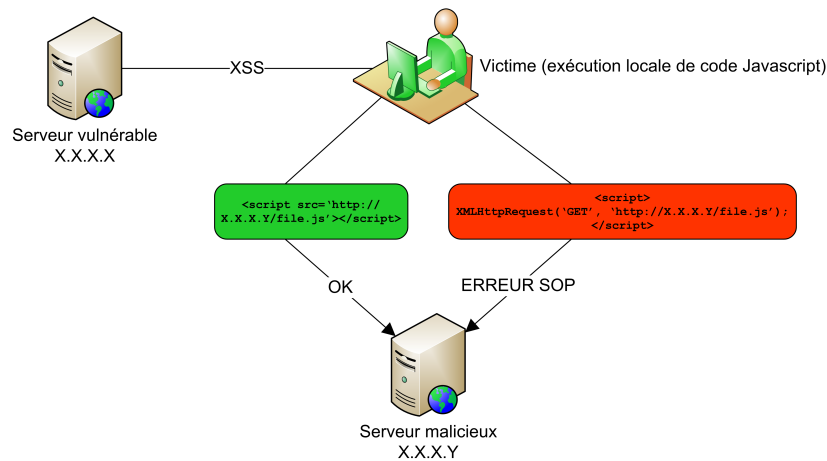 XSS
Victime (exécution locale de code Javascript)
Serveur vulnérable
X.X.X.X
<script src=‘http://
X.X.X.Y/file.js’></script>
<script>
XMLHttpRequest(‘GET’, ‘http://X.X.X.Y/file.js’);
</script>
OK
ERREUR SOP
Serveur malicieux
X.X.X.Y